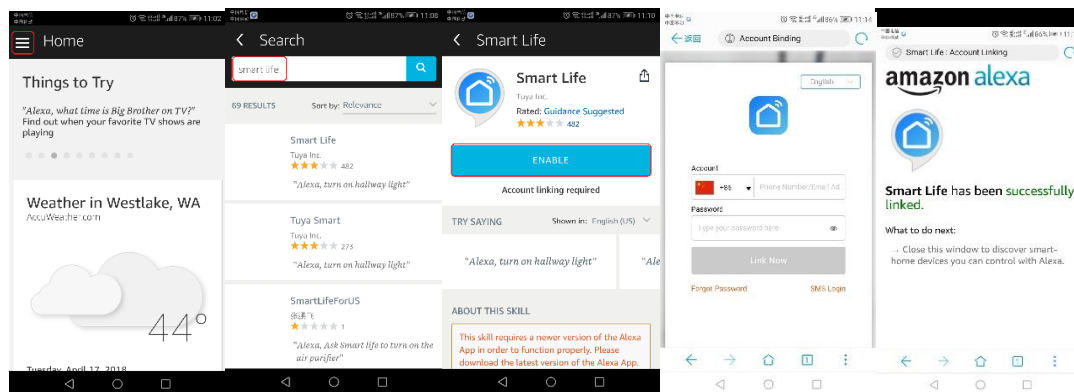 87% 11:02
Home
Things to Try
"Alexa, what time is Big Brother on TV?"
Find out when your favorite TV shows are
playing
Weather in Westlake, WA
AccuWeather.com
44°
Tuesday, April 17, 2018
87% 11:08
Search
smart life
69 RESULTS Sort by: Relevance
Smart Life
Tuya Inc.
482
"Alexa, turn on hallway light"
Tuya Smart
Tuya Inc.
273
"Alexa, turn on hallway light"
SmartLifeForUS
1
"Alexa, Ask Smart life to turn on the
air purifier"
87% 11:10
Smart Life
Smart Life
Tuya Inc.
Rated: Guidance Suggested
482
ENABLE
Account linking required
TRY SAYING Shown in: English (US)
"Alexa, turn on hallway light" "Ale
ABOUT THIS SKILL
This skill requires a newer version of the Alexa
App in order to function properly. Please
download the latest version of the Alexa App.
86% 11:14
返回 Account Binding
English
Account
+86 Phone Number/Email Ad
Password
Type your password here
Link Now
Forgot Password SMS Login
86%
Smart Life : Account Linking
amazon alexa
Smart Life has been successfully
linked.
What to do next:
→ Close this window to discover smart-
home devices you can control with Alexa.